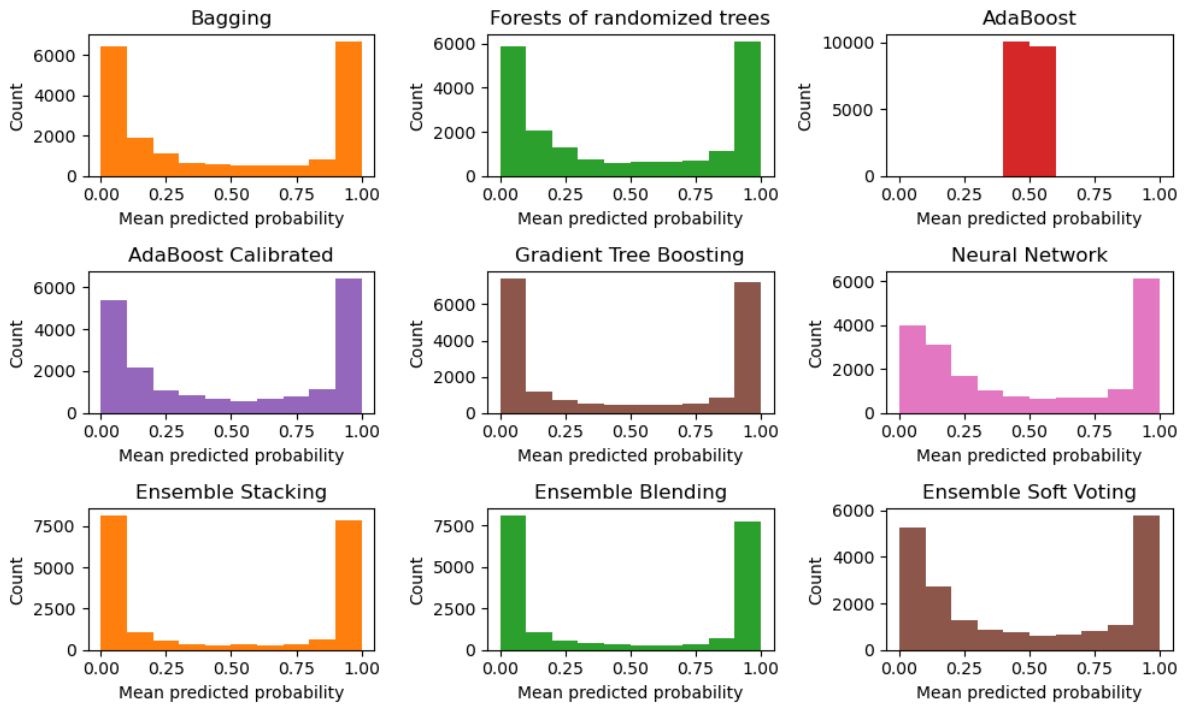 Bagging
6000
4000
2000
0
Count
0.00 0.25 0.50 0.75 1.00
Mean predicted probability
Forests of randomized trees
6000
4000
2000
0
Count
0.00 0.25 0.50 0.75 1.00
Mean predicted probability
AdaBoost
10000
5000
0
Count
0.00 0.25 0.50 0.75 1.00
Mean predicted probability
AdaBoost Calibrated
6000
4000
2000
0
Count
0.00 0.25 0.50 0.75 1.00
Mean predicted probability
Gradient Tree Boosting
6000
4000
2000
0
Count
0.00 0.25 0.50 0.75 1.00
Mean predicted probability
Neural Network
6000
4000
2000
0
Count
0.00 0.25 0.50 0.75 1.00
Mean predicted probability
Ensemble Stacking
7500
5000
2500
0
Count
0.00 0.25 0.50 0.75 1.00
Mean predicted probability
Ensemble Blending
7500
5000
2500
0
Count
0.00 0.25 0.50 0.75 1.00
Mean predicted probability
Ensemble Soft Voting
6000
4000
2000
0
Count
0.00 0.25 0.50 0.75 1.00
Mean predicted probability